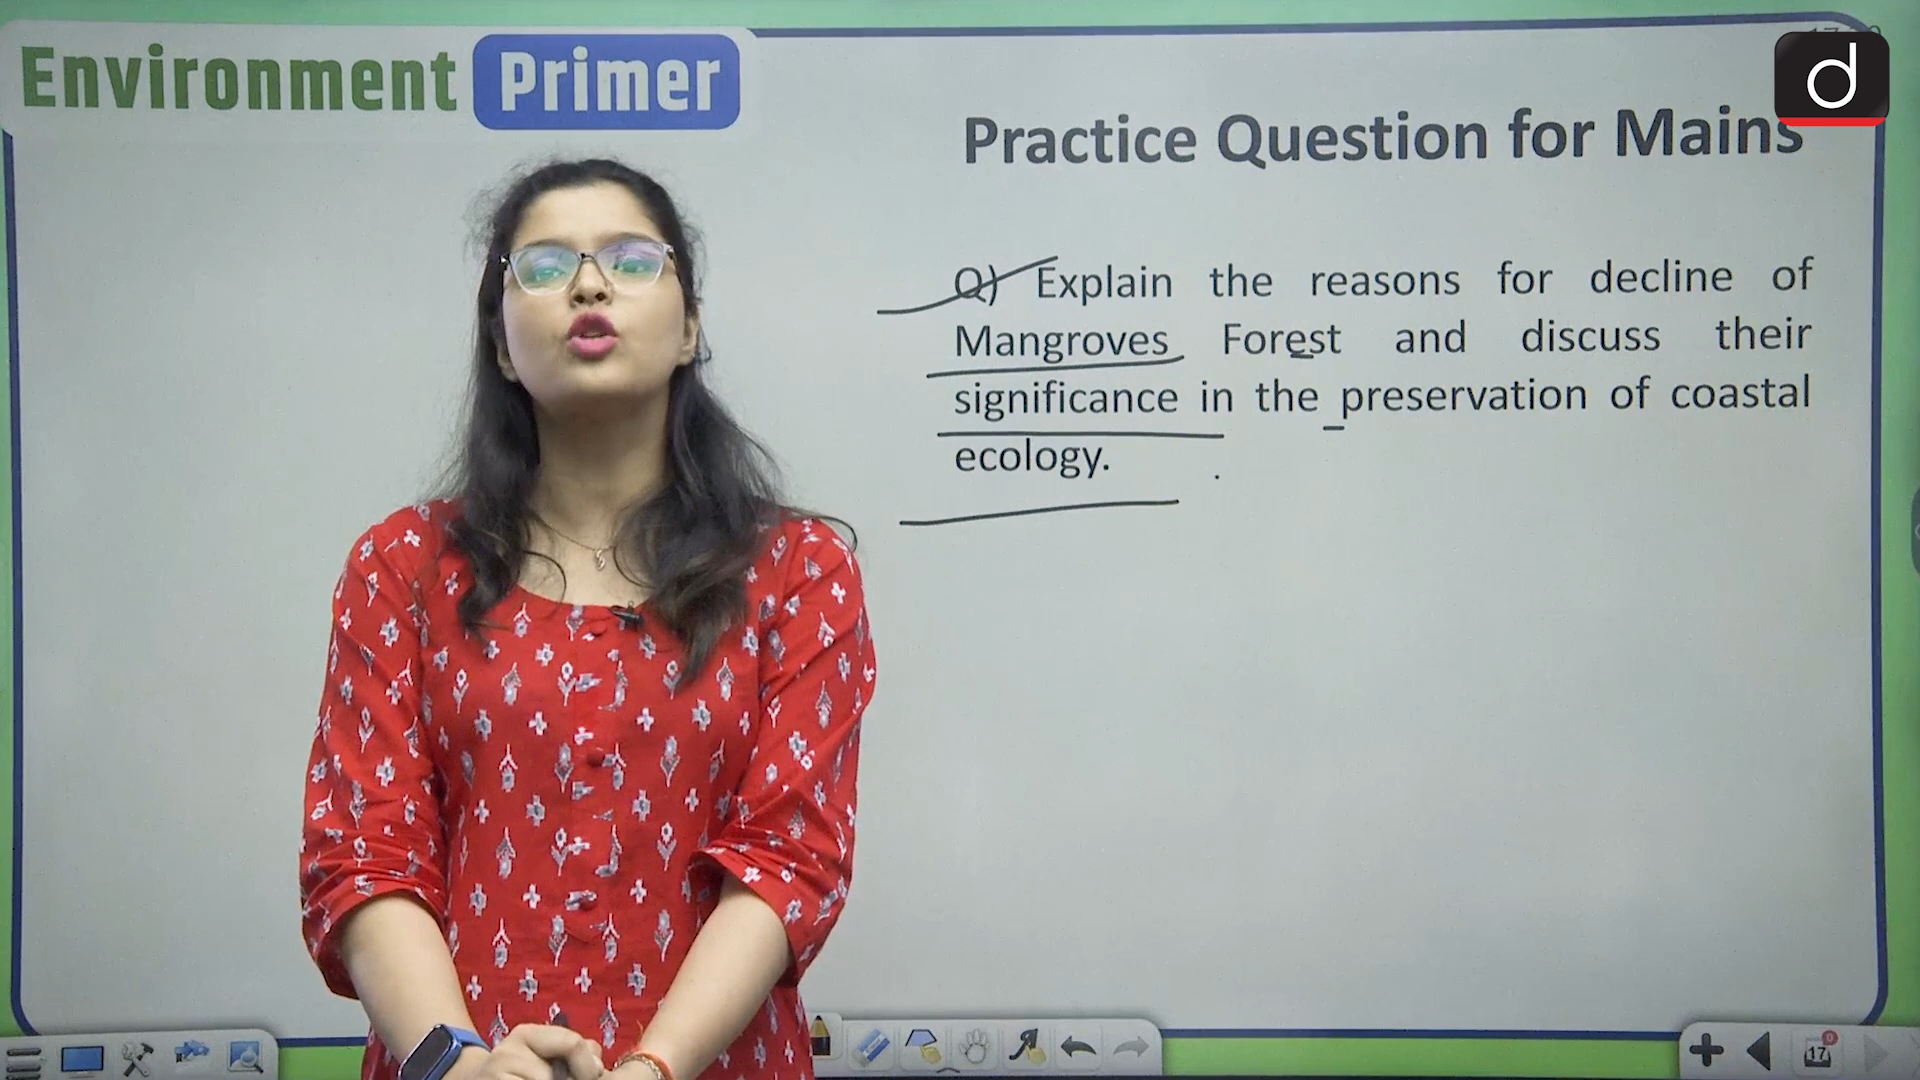 Environment Primer
d
Practice Question for Mains
Q) Explain the reasons for decline of
Mangroves Forest and discuss their
significance in the preservation of coastal
ecology.
17